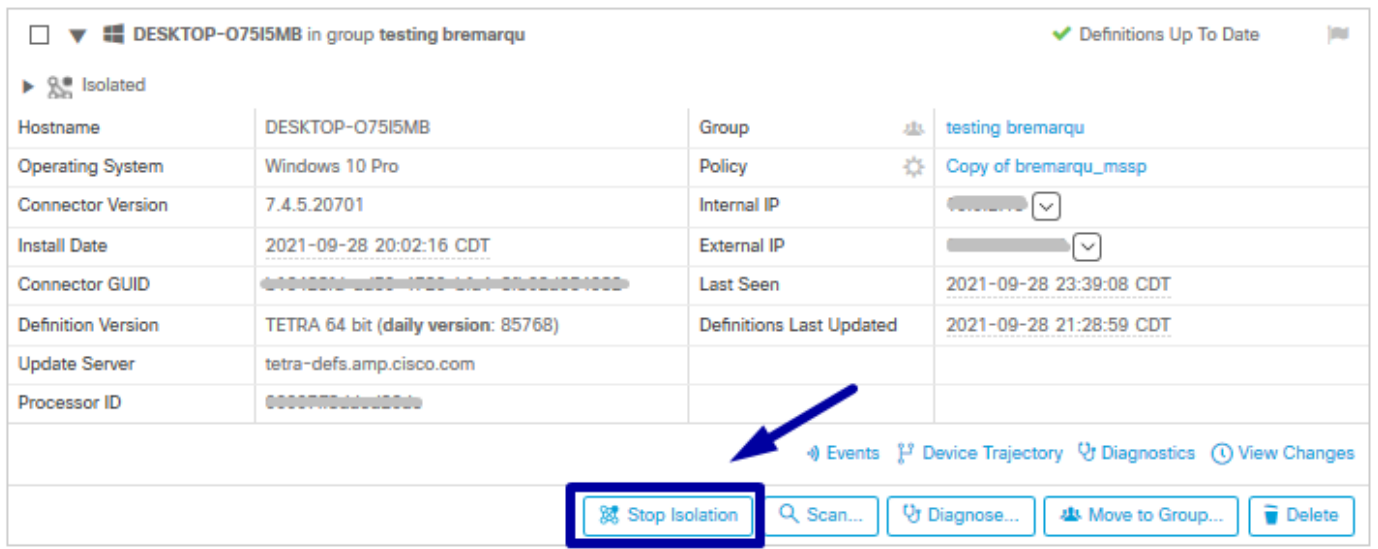 DESKTOP-O75I5MB in group testing bremarqu Definitions Up To Date
Isolated
Hostname DESKTOP-O75I5MB Group testing bremarqu
Operating System Windows 10 Pro Policy Copy of bremarqu_mssp
Connector Version 7.4.5.20701 Internal IP
Install Date 2021-09-28 20:02:16 CDT External IP
Connector GUID Last Seen 2021-09-28 23:39:08 CDT
Definition Version TETRA 64 bit (daily version: 85768) Definitions Last Updated 2021-09-28 21:28:59 CDT
Update Server tetra-defs.amp.cisco.com
Processor ID
Events Device Trajectory Diagnostics View Changes
Stop Isolation Scan... Diagnose... Move to Group... Delete